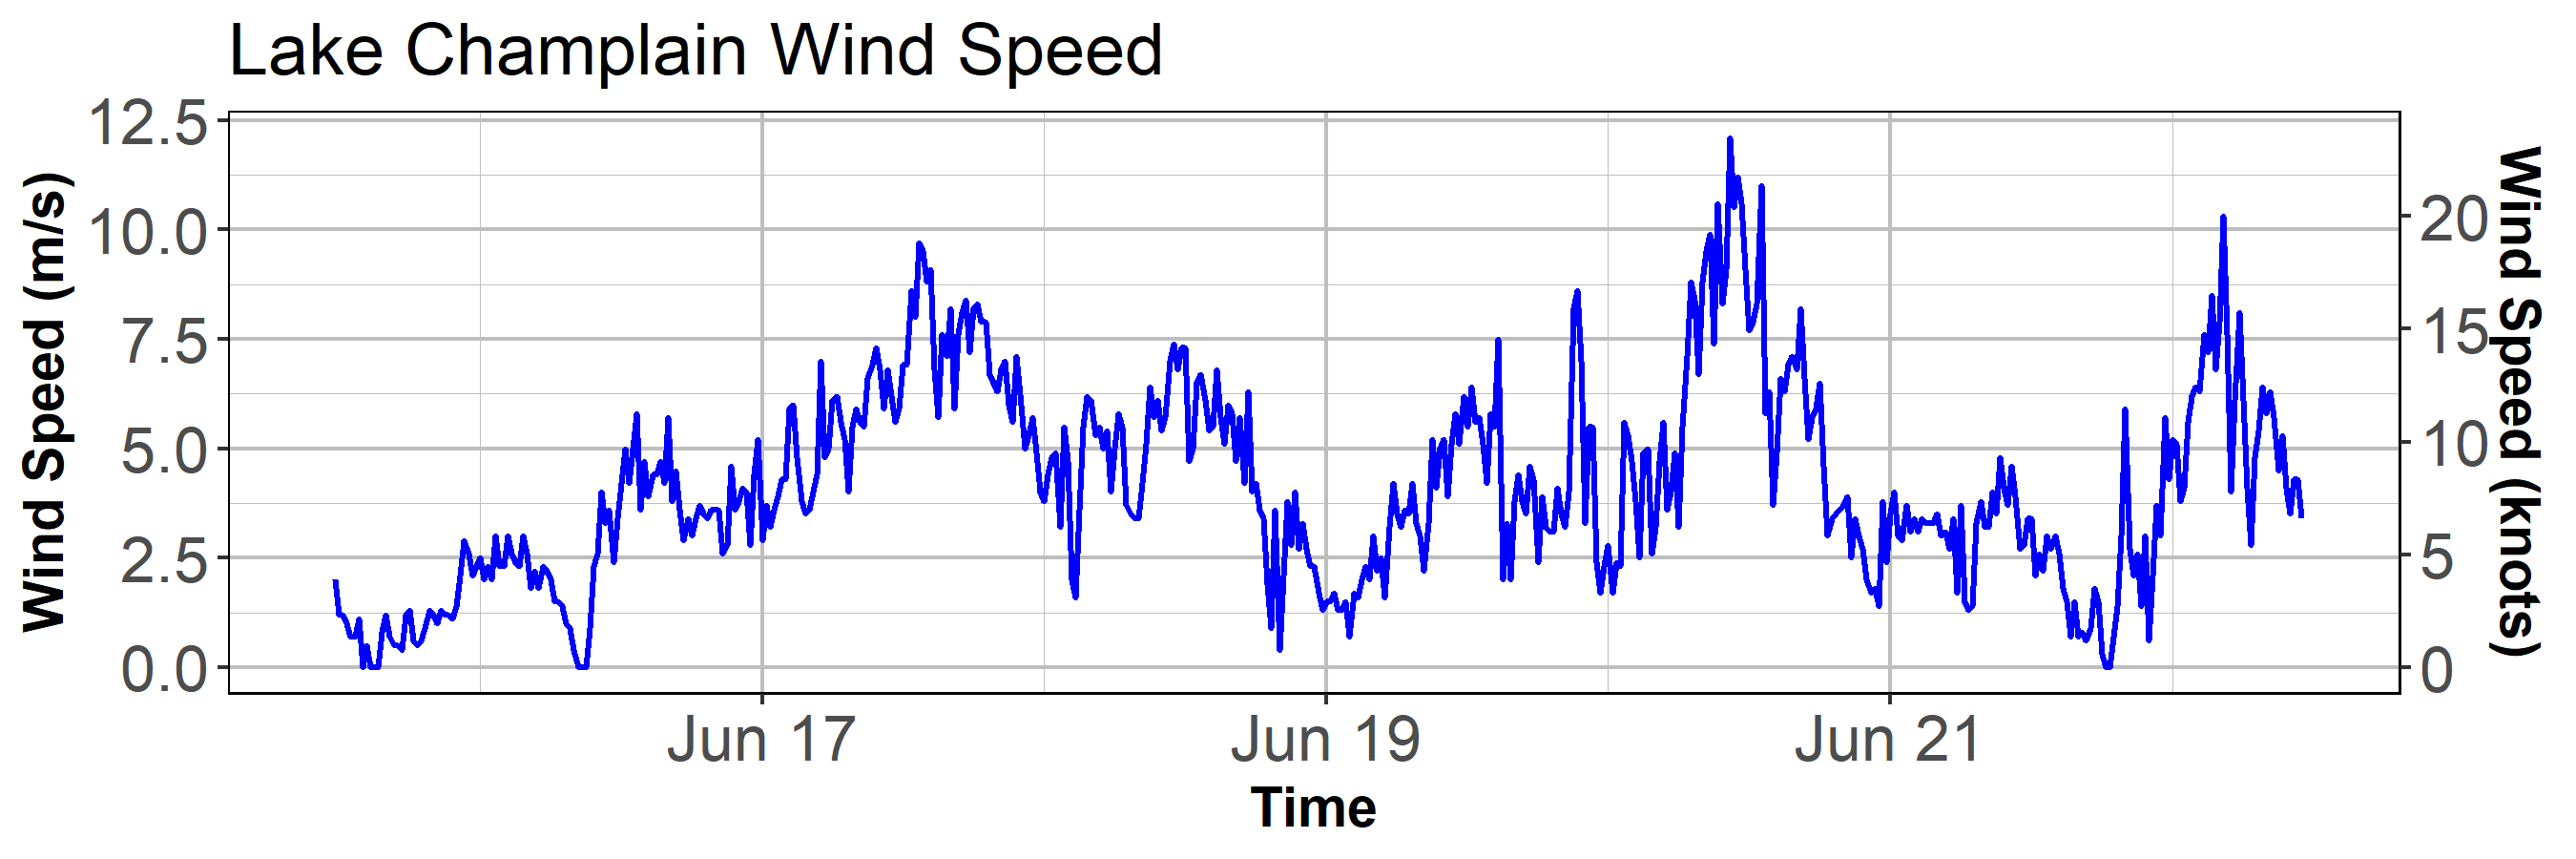 Lake Champlain Wind Speed
Wind Speed (m/s)
12.5
10.0
7.5
5.0
2.5
0.0
Wind Speed (knots)
20
15
10
5
0
Jun 17
Jun 19
Jun 21
Time